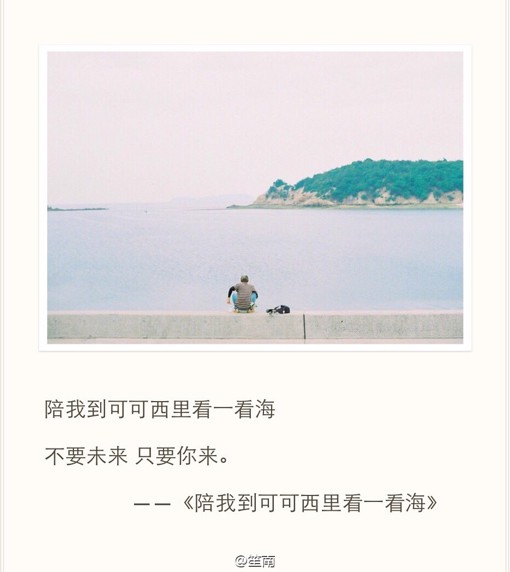 陪我到可可西里看一看海
不要未来 只要你来。
——《陪我到可可西里看一看海》
@笙南